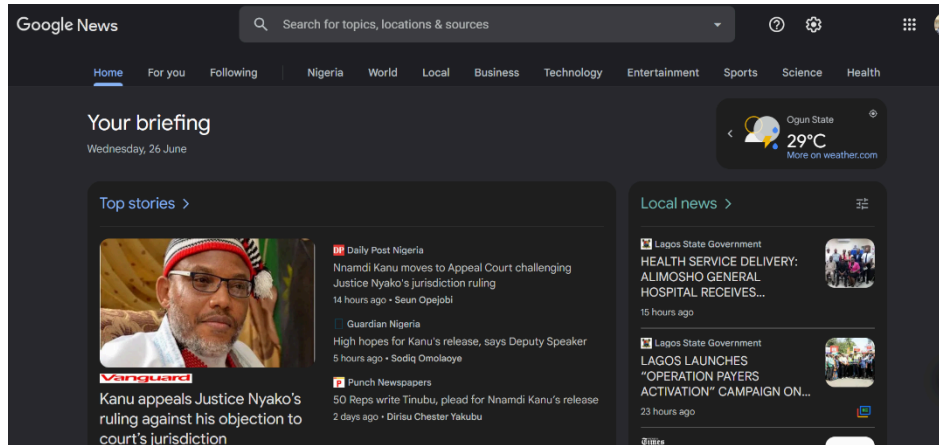 Google News
Search for topics, locations & sources
Home For you Following Nigeria World Local Business Technology Entertainment Sports Science Health
Your briefing
Wednesday, 26 June
Ogun State
29°C
More on weather.com
Top stories >
Vanguard
Kanu appeals Justice Nyako's
ruling against his objection to
court's jurisdiction
DP Daily Post Nigeria
Nnamdi Kanu moves to Appeal Court challenging
Justice Nyako's jurisdiction ruling
14 hours ago • Seun Opejobi
Guardian Nigeria
High hopes for Kanu's release, says Deputy Speaker
5 hours ago • Sodiq Omolaoye
P Punch Newspapers
50 Reps write Tinubu, plead for Nnamdi Kanu's release
2 days ago • Dirisu Chester Yakubu
Local news >
Lagos State Government
HEALTH SERVICE DELIVERY:
ALIMOSHO GENERAL
HOSPITAL RECEIVES...
15 hours ago
Lagos State Government
LAGOS LAUNCHES
"OPERATION PAYERS
ACTIVATION" CAMPAIGN ON...
23 hours ago
Times